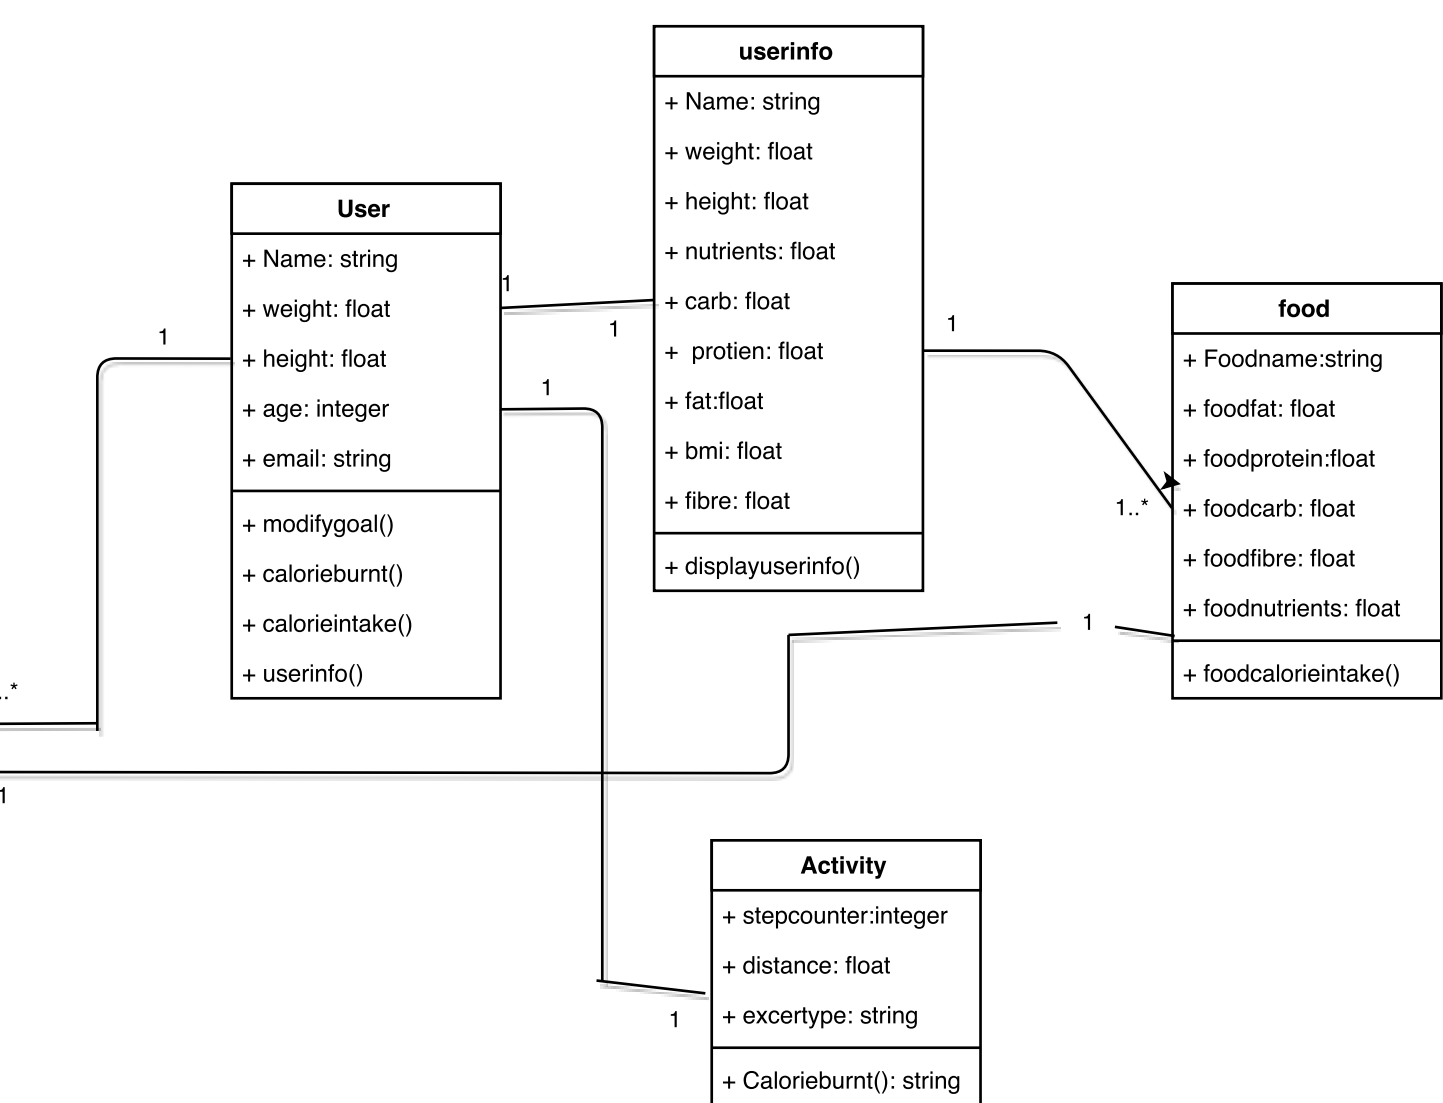 userinfo
+ Name: string
+ weight: float
+ height: float
+ nutrients: float
+ carb: float
+ protien: float
+ fat:float
+ bmi: float
+ fibre: float
+ displayuserinfo()
User
+ Name: string
+ weight: float
+ height: float
+ age: integer
+ email: string
+ modifygoal()
+ calorieburnt()
+ calorieintake()
+ userinfo()
1
1
1
1
1
1..*
food
+ Foodname:string
+ foodfat: float
+ foodprotein:float
+ foodcarb: float
+ foodfibre: float
+ foodnutrients: float
+ foodcalorieintake()
1
..*
1
Activity
+ stepcounter:integer
+ distance: float
+ excertype: string
+ Calorieburnt(): string
1